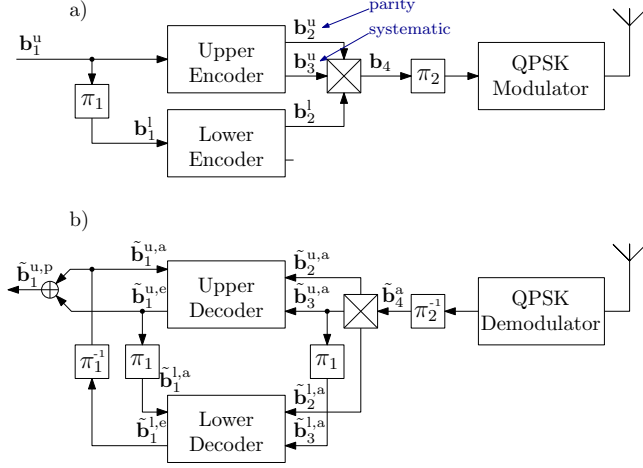 a)
parity
systematic
b₁ᵘ
Upper Encoder
b₂ᵘ
b₃ᵘ
b₄
π₂
QPSK Modulator
π₁
b₁ˡ
Lower Encoder
b₂ˡ
b)
b̃₁ᵘ,ᵖ
b̃₁ᵘ,ᵃ
b̃₁ᵘ,ᵉ
Upper Decoder
b̃₂ᵘ,ᵃ
b̃₃ᵘ,ᵃ
b̃₄ᵃ
π₂⁻¹
QPSK Demodulator
π₁⁻¹
π₁
π₁
b̃₁ˡ,ᵃ
b̃₁ˡ,ᵉ
Lower Decoder
b̃₂ˡ,ᵃ
b̃₃ˡ,ᵃ